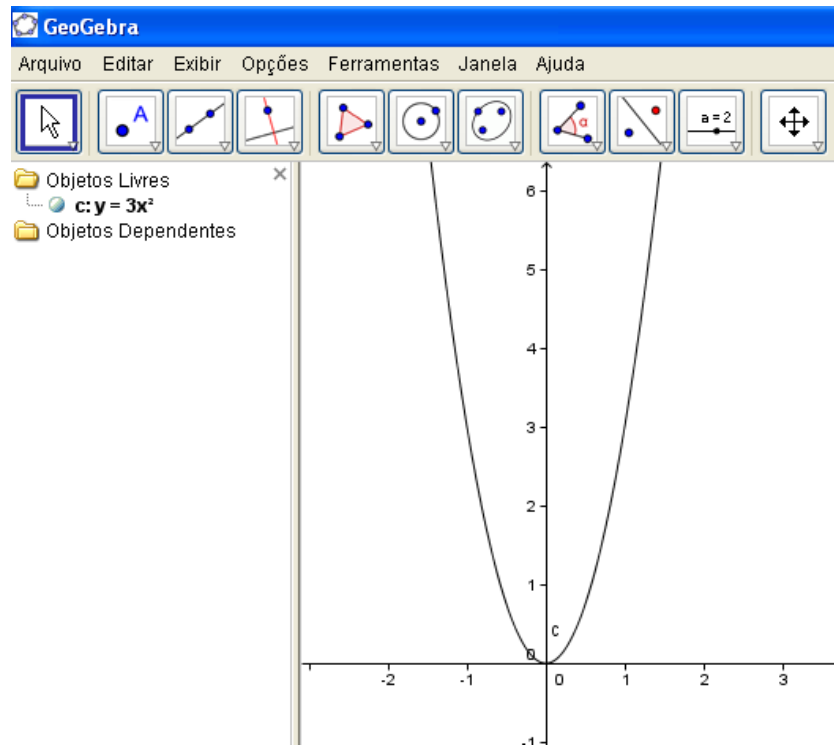 GeoGebra
Arquivo Editar Exibir Opções Ferramentas Janela Ajuda
A
α
a = 2
Objetos Livres
c: y = 3x²
Objetos Dependentes
6
5
4
3
2
1
c
0
-2 -1 0 1 2 3
-1